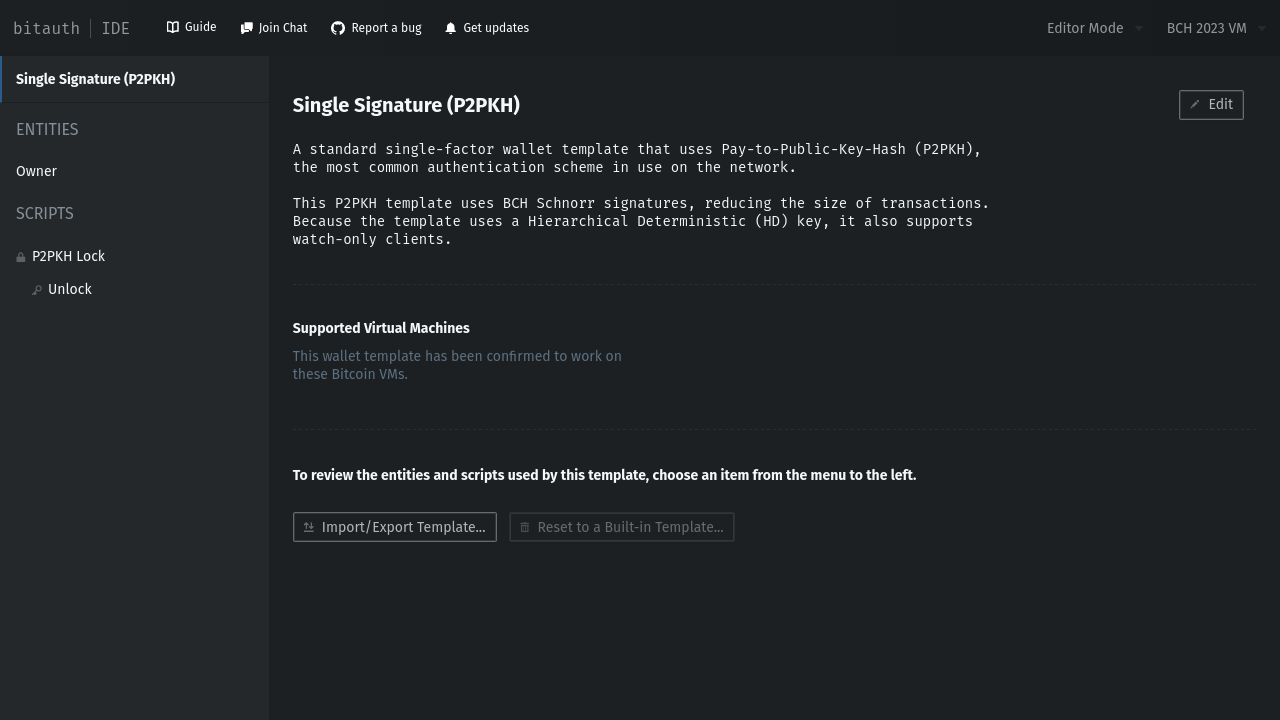 bitauth | IDE
Guide
Join Chat
Report a bug
Get updates
Editor Mode
BCH 2023 VM
Single Signature (P2PKH)
ENTITIES
Owner
SCRIPTS
P2PKH Lock
Unlock
Single Signature (P2PKH)
Edit
A standard single-factor wallet template that uses Pay-to-Public-Key-Hash (P2PKH),
the most common authentication scheme in use on the network.
This P2PKH template uses BCH Schnorr signatures, reducing the size of transactions.
Because the template uses a Hierarchical Deterministic (HD) key, it also supports
watch-only clients.
Supported Virtual Machines
This wallet template has been confirmed to work on
these Bitcoin VMs.
To review the entities and scripts used by this template, choose an item from the menu to the left.
Import/Export Template...
Reset to a Built-in Template...